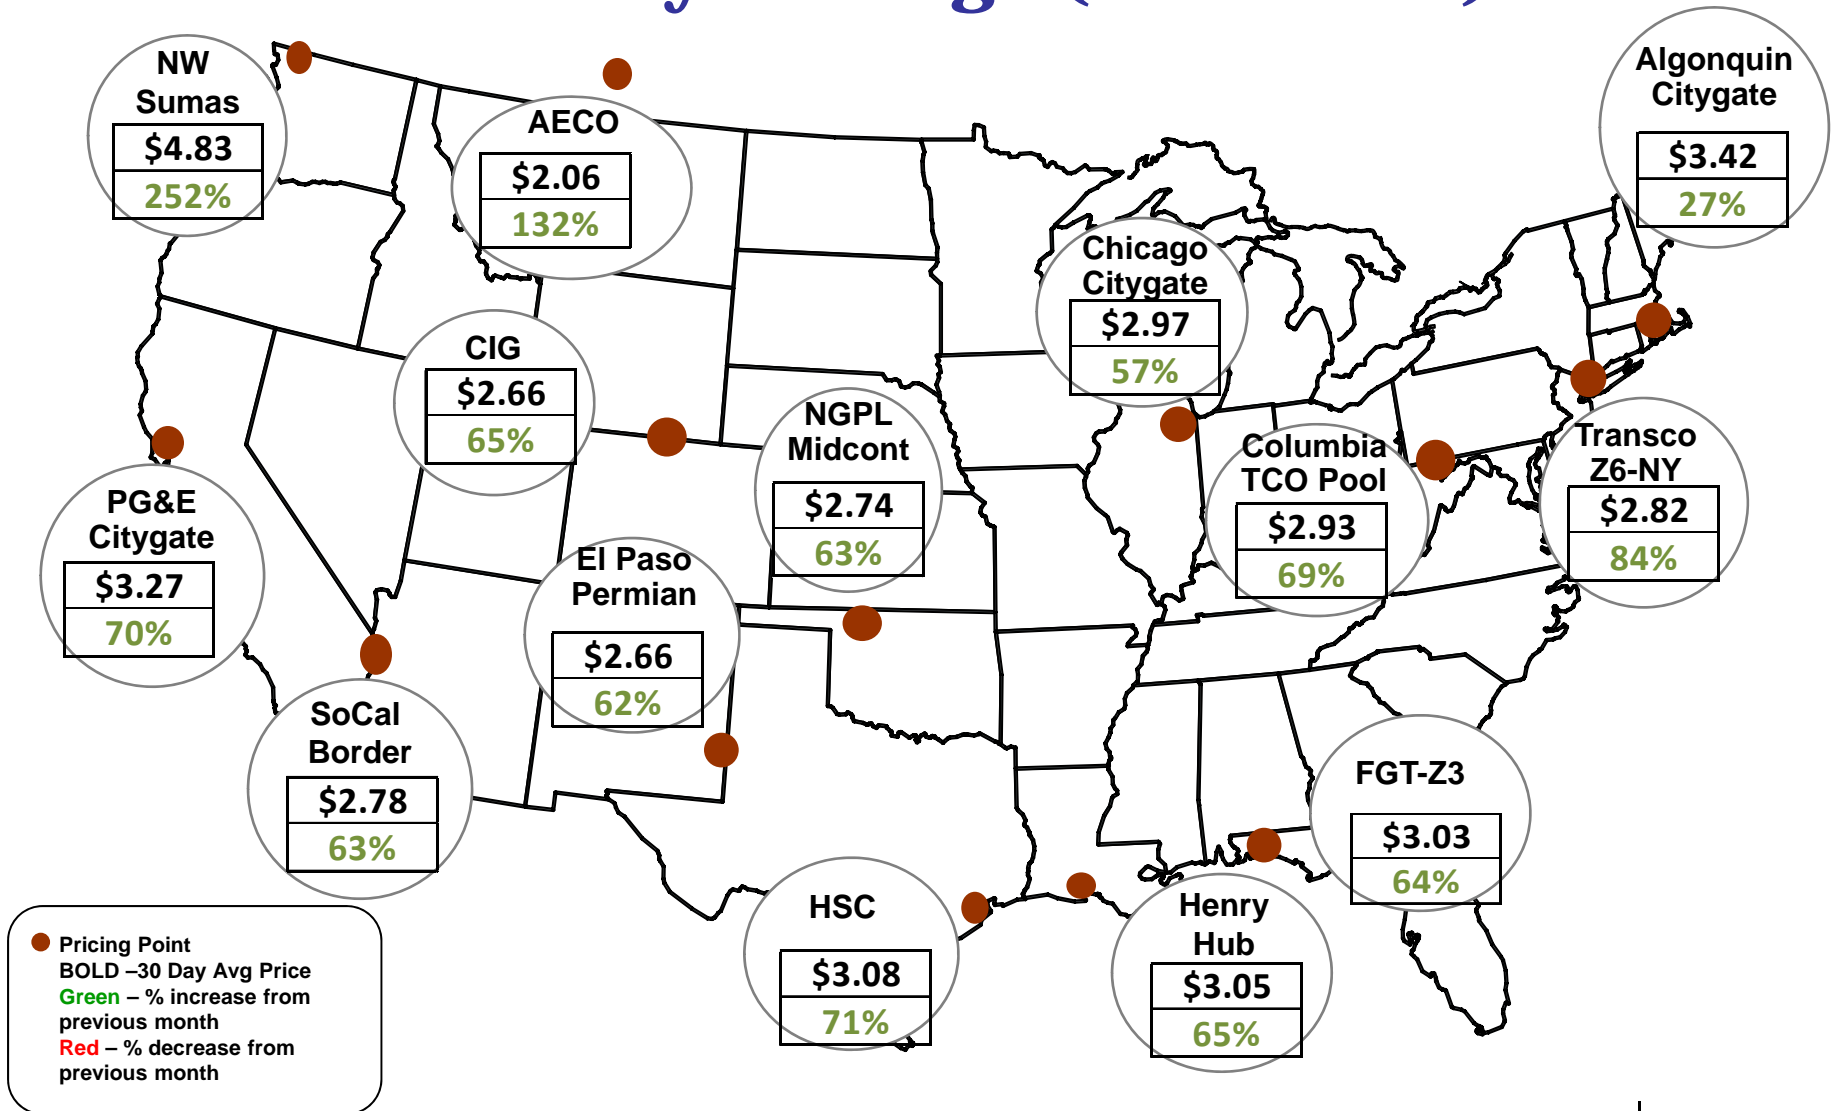 NW
Sumas
$4.83
252%
AECO
$2.06
132%
Algonquin
Citygate
$3.42
27%
Chicago
Citygate
$2.97
57%
CIG
$2.66
65%
NGPL
Midcont
$2.74
63%
Columbia
TCO Pool
$2.93
69%
Transco
Z6-NY
$2.82
84%
PG&E
Citygate
$3.27
70%
El Paso
Permian
$2.66
62%
SoCal
Border
$2.78
63%
FGT-Z3
$3.03
64%
HSC
$3.08
71%
Henry
Hub
$3.05
65%
Pricing Point
BOLD –30 Day Avg Price
Green – % increase from
previous month
Red – % decrease from
previous month